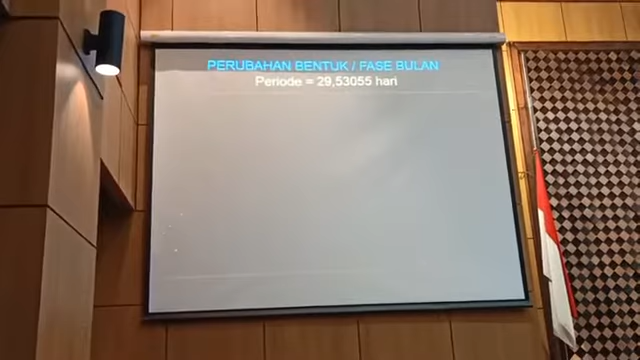 PERUBAHAN BENTUK / FASE BULAN
Periode = 29,53055 hari